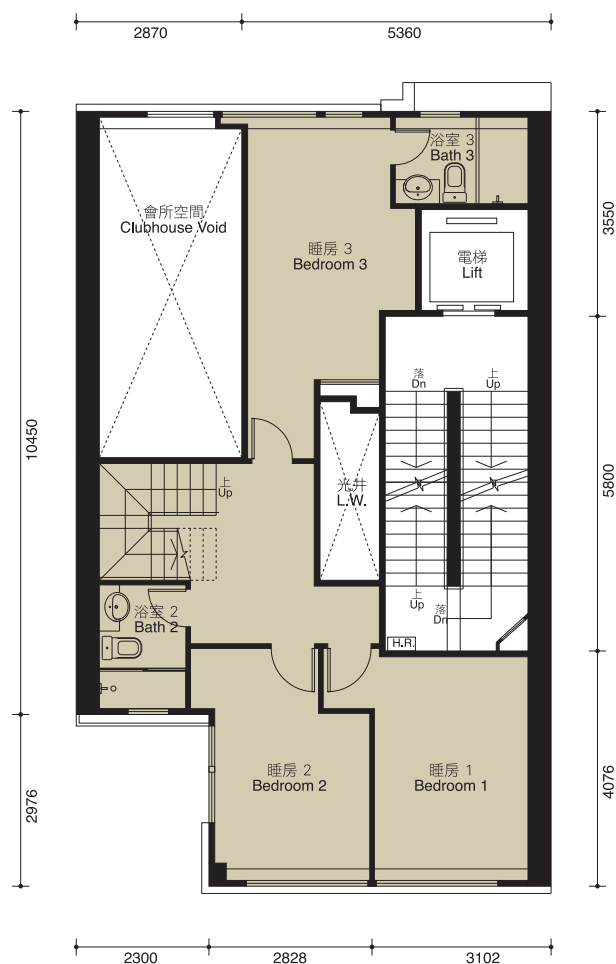 2870
5360
浴室 3
Bath 3
會所空間
Clubhouse Void
3550
睡房 3
Bedroom 3
電梯
Lift
落
Dn
上
Up
10450
5800
上
Up
光井
L.W.
浴室 2
Bath 2
上
Up
落
Dn
H.R.
睡房 2
Bedroom 2
睡房 1
Bedroom 1
2976
4076
2300
2828
3102